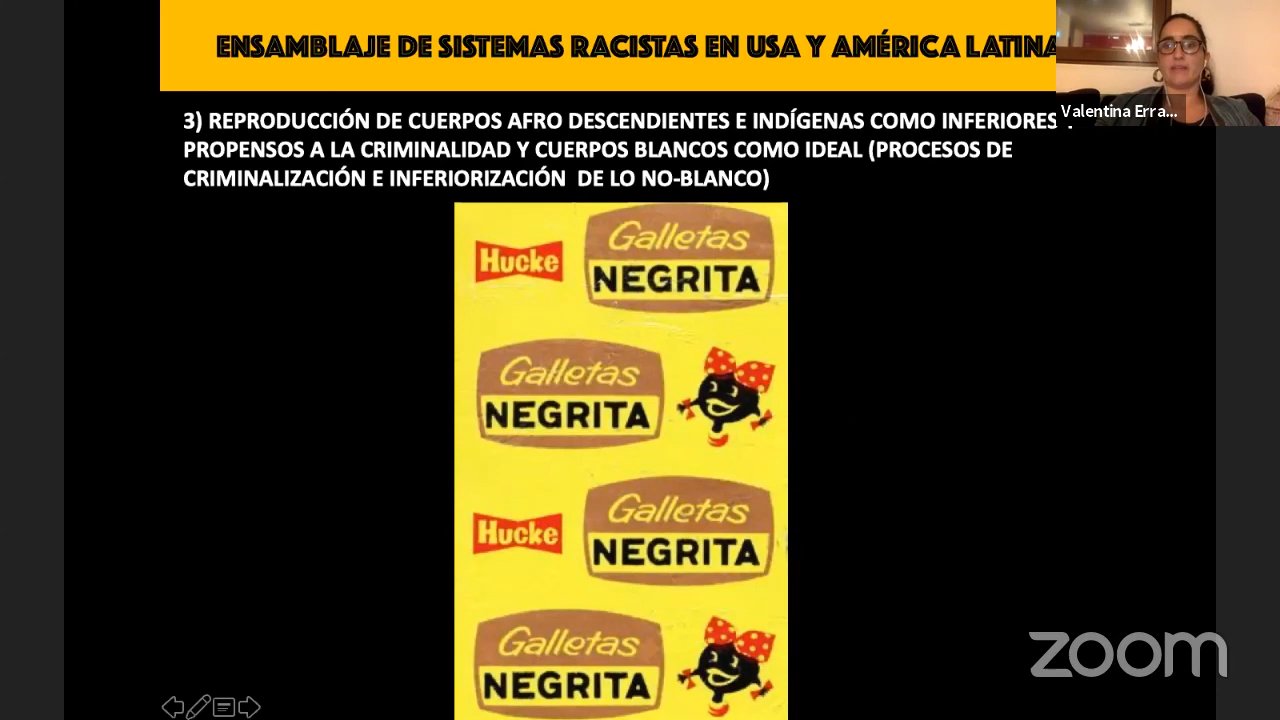 ENSAMBLAJE DE SISTEMAS RACISTAS EN USA Y AMÉRICA LATINA
Valentina Erra...
3) REPRODUCCIÓN DE CUERPOS AFRO DESCENDIENTES E INDÍGENAS COMO INFERIORES Y
PROPENSOS A LA CRIMINALIDAD Y CUERPOS BLANCOS COMO IDEAL (PROCESOS DE
CRIMINALIZACIÓN E INFERIORIZACIÓN DE LO NO-BLANCO)
Hucke
Galletas
NEGRITA
Galletas
NEGRITA
Hucke
Galletas
NEGRITA
Galletas
NEGRITA
zoom